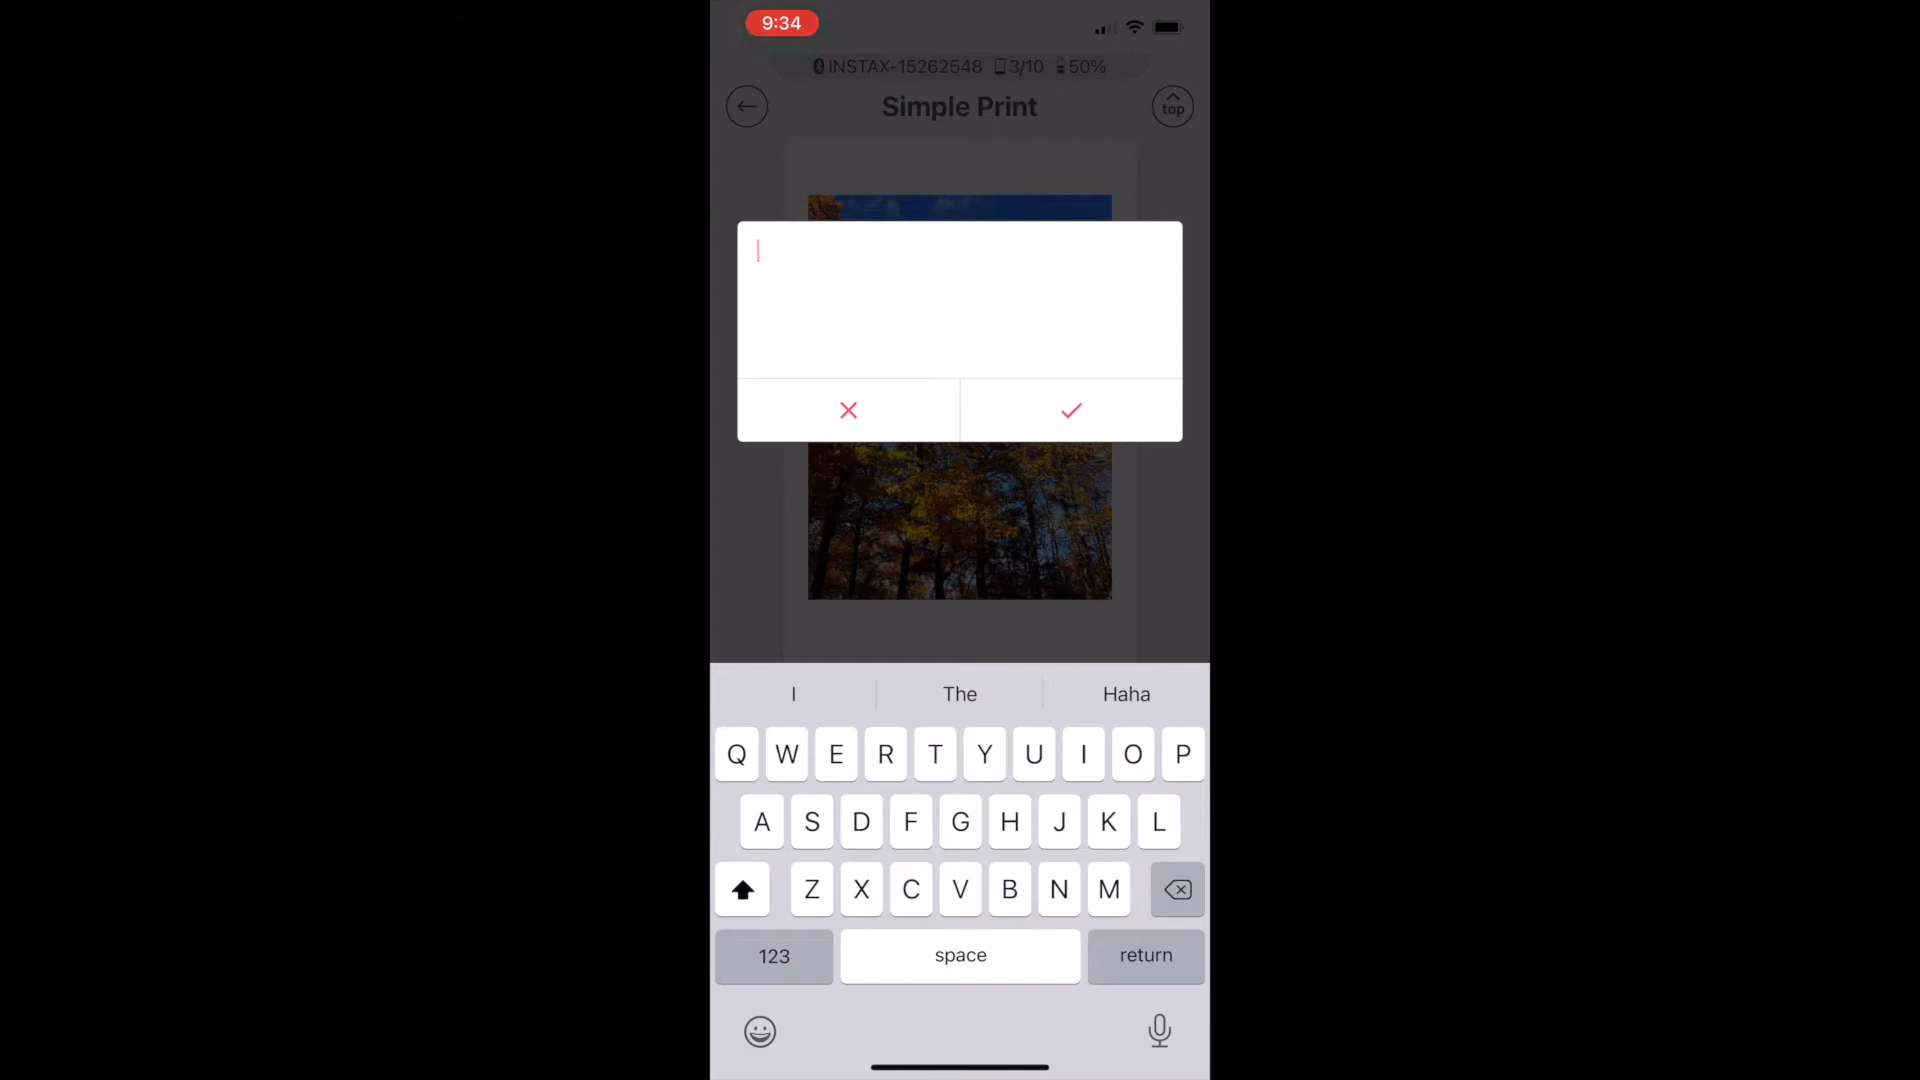 9:34
INSTAX-15262548 3/10 50%
Simple Print
top
I The Haha
Q W E R T Y U I O P
A S D F G H J K L
Z X C V B N M
123 space return